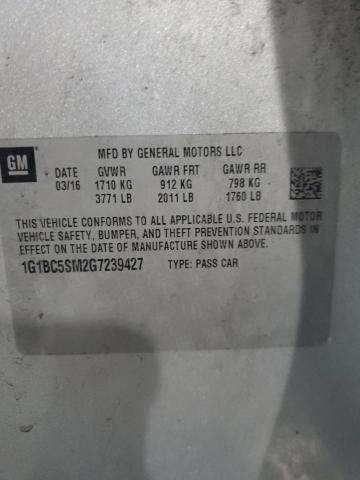 GM
MFD BY GENERAL MOTORS LLC
DATE GVWR GAWR FRT GAWR RR
03/16 1710 KG 912 KG 798 KG
3771 LB 2011 LB 1760 LB
THIS VEHICLE CONFORMS TO ALL APPLICABLE U.S. FEDERAL MOTOR
VEHICLE SAFETY, BUMPER, AND THEFT PREVENTION STANDARDS
IN EFFECT ON THE DATE OF MANUFACTURE SHOWN ABOVE.
1G1BC5SM2G7239427 TYPE: PASS CAR